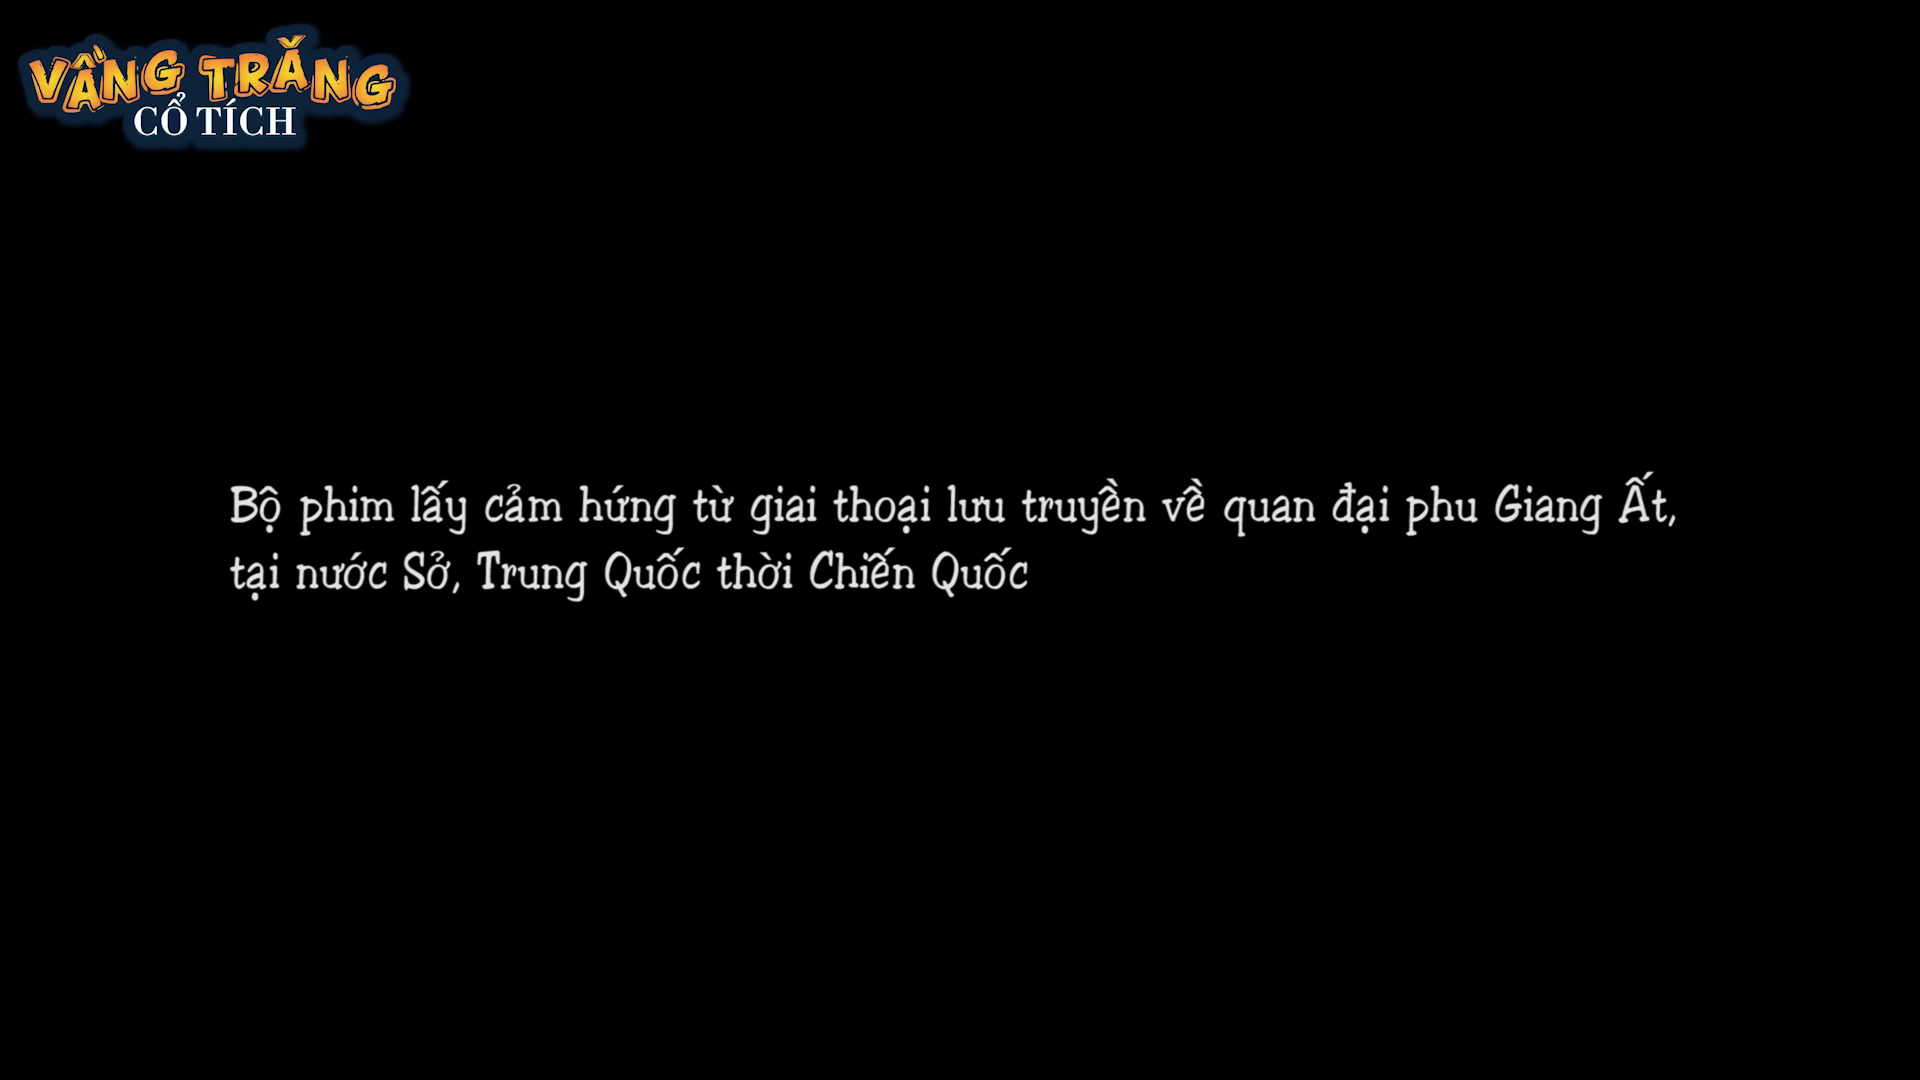 VẦNG TRĂNG
CỔ TÍCH
Bộ phim lấy cảm hứng từ giai thoại lưu truyền về quan đại phu Giang Ất,
tại nước Sở, Trung Quốc thời Chiến Quốc